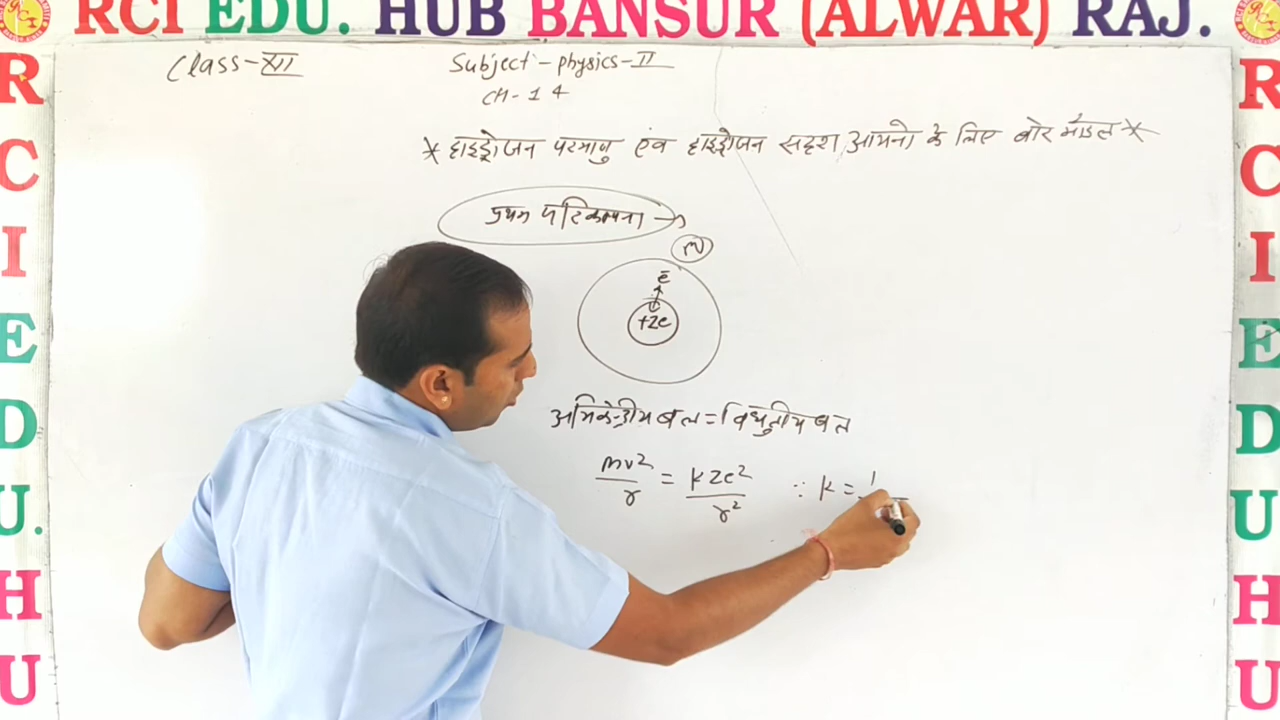 RCI EDU. HUB BANSUR (ALWAR) RAJ.
R C I E D U. H U
R C I E D U H U
Class-XII
Subject-physics-II
CH-14
* हाइड्रोजन परमाणु एंव हाइड्रोजन सदृश आयनो के लिए बोर मॉडल *
प्रथम परिकल्पना →
e̅
+ze
अभिकेन्द्रीय बल = विधुतीय बल
mv²/r = kze²/r² ∵ k = 1